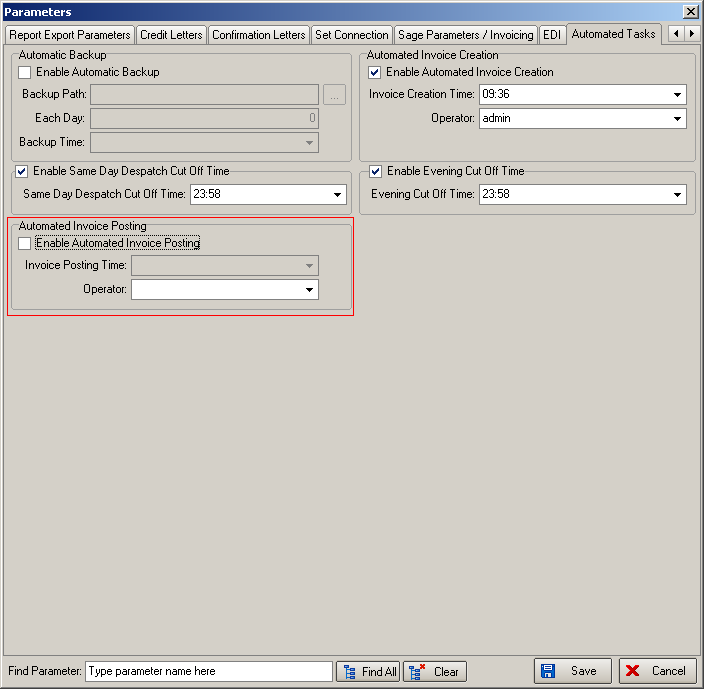 Parameters
Report Export Parameters Credit Letters Confirmation Letters Set Connection Sage Parameters / Invoicing EDI Automated Tasks
Automatic Backup
Enable Automatic Backup
Backup Path: ...
Each Day: 0
Backup Time:
Automated Invoice Creation
Enable Automated Invoice Creation
Invoice Creation Time: 09:36
Operator: admin
Enable Same Day Despatch Cut Off Time
Same Day Despatch Cut Off Time: 23:58
Enable Evening Cut Off Time
Evening Cut Off Time: 23:58
Automated Invoice Posting
Enable Automated Invoice Posting
Invoice Posting Time:
Operator:
Find Parameter: Type parameter name here Find All Clear Save Cancel